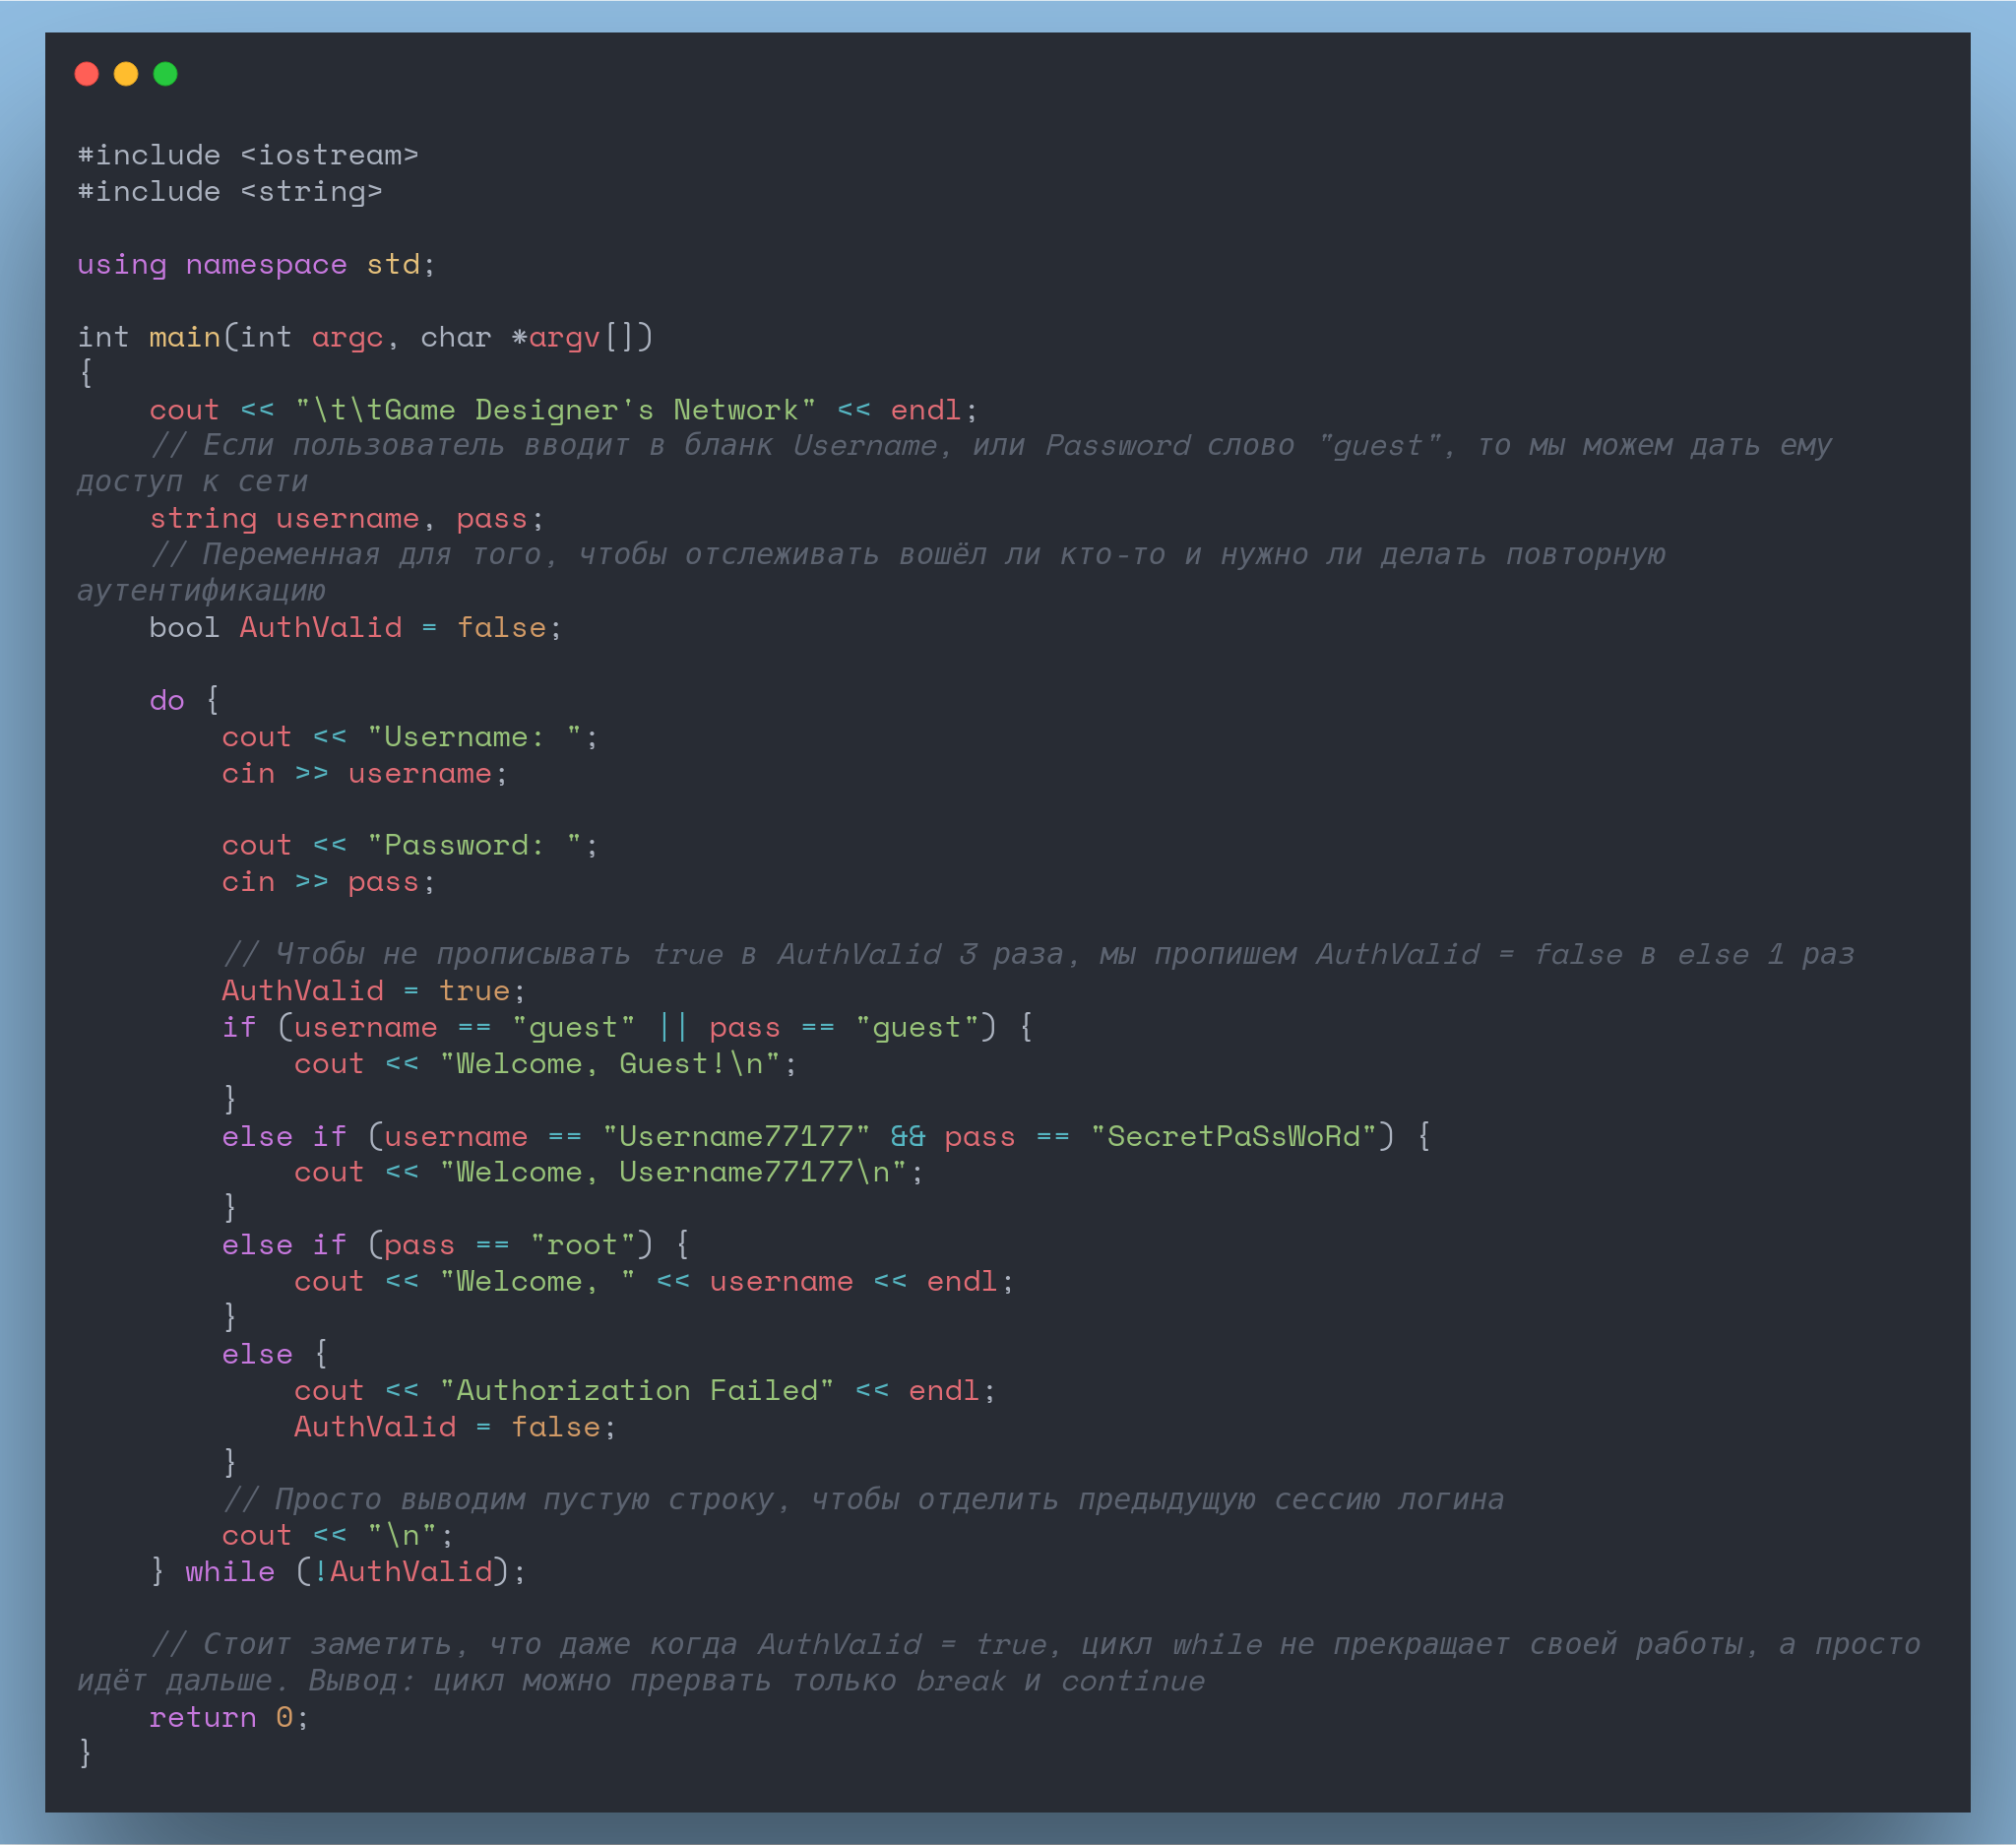 #include <iostream>
#include <string>

using namespace std;

int main(int argc, char *argv[])
{
    cout << "\t\tGame Designer's Network" << endl;
    // Если пользователь вводит в бланк Username, или Password слово "guest", то мы можем дать ему
доступ к сети
    string username, pass;
    // Переменная для того, чтобы отслеживать вошёл ли кто-то и нужно ли делать повторную
аутентификацию
    bool AuthValid = false;

    do {
        cout << "Username: ";
        cin >> username;

        cout << "Password: ";
        cin >> pass;

        // Чтобы не прописывать true в AuthValid 3 раза, мы пропишем AuthValid = false в else 1 раз
        AuthValid = true;
        if (username == "guest" || pass == "guest") {
            cout << "Welcome, Guest!\n";
        }
        else if (username == "Username77177" && pass == "SecretPaSsWoRd") {
            cout << "Welcome, Username77177\n";
        }
        else if (pass == "root") {
            cout << "Welcome, " << username << endl;
        }
        else {
            cout << "Authorization Failed" << endl;
            AuthValid = false;
        }
        // Просто выводим пустую строку, чтобы отделить предыдущую сессию логина
        cout << "\n";
    } while (!AuthValid);

    // Стоит заметить, что даже когда AuthValid = true, цикл while не прекращает своей работы, а просто
идёт дальше. Вывод: цикл можно прервать только break и continue
    return 0;
}